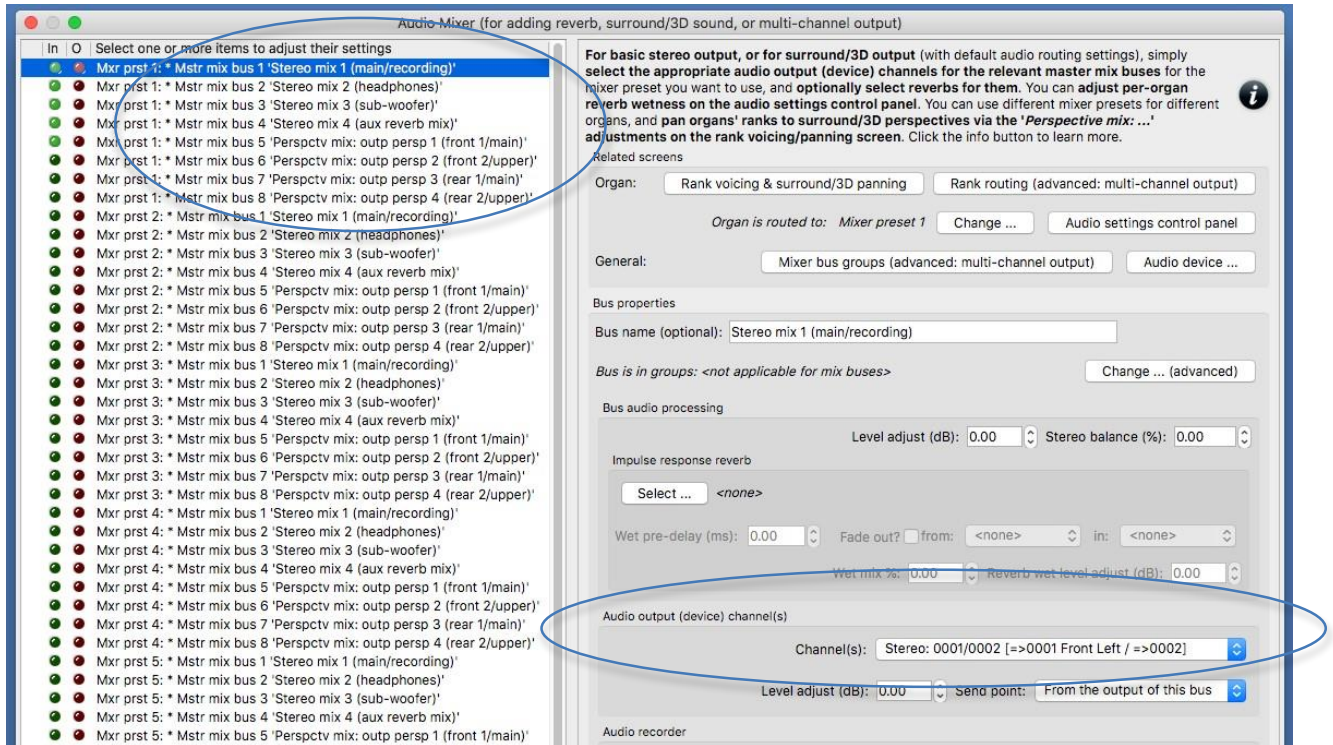 Audio Mixer (for adding reverb, surround/3D sound, or multi-channel output)
In O Select one or more items to adjust their settings
Mxr prst 1: * Mstr mix bus 1 'Stereo mix 1 (main/recording)'
Mxr prst 1: * Mstr mix bus 2 'Stereo mix 2 (headphones)'
Mxr prst 1: * Mstr mix bus 3 'Stereo mix 3 (sub-woofer)'
Mxr prst 1: * Mstr mix bus 4 'Stereo mix 4 (aux reverb mix)'
Mxr prst 1: * Mstr mix bus 5 'Perspctv mix: outp persp 1 (front 1/main)'
Mxr prst 1: * Mstr mix bus 6 'Perspctv mix: outp persp 2 (front 2/upper)'
Mxr prst 1: * Mstr mix bus 7 'Perspctv mix: outp persp 3 (rear 1/main)'
Mxr prst 1: * Mstr mix bus 8 'Perspctv mix: outp persp 4 (rear 2/upper)'
Mxr prst 2: * Mstr mix bus 1 'Stereo mix 1 (main/recording)'
Mxr prst 2: * Mstr mix bus 2 'Stereo mix 2 (headphones)'
Mxr prst 2: * Mstr mix bus 3 'Stereo mix 3 (sub-woofer)'
Mxr prst 2: * Mstr mix bus 4 'Stereo mix 4 (aux reverb mix)'
Mxr prst 2: * Mstr mix bus 5 'Perspctv mix: outp persp 1 (front 1/main)'
Mxr prst 2: * Mstr mix bus 6 'Perspctv mix: outp persp 2 (front 2/upper)'
Mxr prst 2: * Mstr mix bus 7 'Perspctv mix: outp persp 3 (rear 1/main)'
Mxr prst 2: * Mstr mix bus 8 'Perspctv mix: outp persp 4 (rear 2/upper)'
Mxr prst 3: * Mstr mix bus 1 'Stereo mix 1 (main/recording)'
Mxr prst 3: * Mstr mix bus 2 'Stereo mix 2 (headphones)'
Mxr prst 3: * Mstr mix bus 3 'Stereo mix 3 (sub-woofer)'
Mxr prst 3: * Mstr mix bus 4 'Stereo mix 4 (aux reverb mix)'
Mxr prst 3: * Mstr mix bus 5 'Perspctv mix: outp persp 1 (front 1/main)'
Mxr prst 3: * Mstr mix bus 6 'Perspctv mix: outp persp 2 (front 2/upper)'
Mxr prst 3: * Mstr mix bus 7 'Perspctv mix: outp persp 3 (rear 1/main)'
Mxr prst 3: * Mstr mix bus 8 'Perspctv mix: outp persp 4 (rear 2/upper)'
Mxr prst 4: * Mstr mix bus 1 'Stereo mix 1 (main/recording)'
Mxr prst 4: * Mstr mix bus 2 'Stereo mix 2 (headphones)'
Mxr prst 4: * Mstr mix bus 3 'Stereo mix 3 (sub-woofer)'
Mxr prst 4: * Mstr mix bus 4 'Stereo mix 4 (aux reverb mix)'
Mxr prst 4: * Mstr mix bus 5 'Perspctv mix: outp persp 1 (front 1/main)'
Mxr prst 4: * Mstr mix bus 6 'Perspctv mix: outp persp 2 (front 2/upper)'
Mxr prst 4: * Mstr mix bus 7 'Perspctv mix: outp persp 3 (rear 1/main)'
Mxr prst 4: * Mstr mix bus 8 'Perspctv mix: outp persp 4 (rear 2/upper)'
Mxr prst 5: * Mstr mix bus 1 'Stereo mix 1 (main/recording)'
Mxr prst 5: * Mstr mix bus 2 'Stereo mix 2 (headphones)'
Mxr prst 5: * Mstr mix bus 3 'Stereo mix 3 (sub-woofer)'
Mxr prst 5: * Mstr mix bus 4 'Stereo mix 4 (aux reverb mix)'
Mxr prst 5: * Mstr mix bus 5 'Perspctv mix: outp persp 1 (front 1/main)'
For basic stereo output, or for surround/3D output (with default audio routing settings), simply
select the appropriate audio output (device) channels for the relevant master mix buses for the
mixer preset you want to use, and optionally select reverbs for them. You can adjust per-organ
reverb wetness on the audio settings control panel. You can use different mixer presets for different
organs, and pan organs' ranks to surround/3D perspectives via the 'Perspective mix: ...'
adjustments on the rank voicing/panning screen. Click the info button to learn more.
Related screens
Organ: Rank voicing & surround/3D panning Rank routing (advanced: multi-channel output)
Organ is routed to: Mixer preset 1 Change ... Audio settings control panel
General: Mixer bus groups (advanced: multi-channel output) Audio device ...
Bus properties
Bus name (optional): Stereo mix 1 (main/recording)
Bus is in groups: <not applicable for mix buses> Change ... (advanced)
Bus audio processing
Level adjust (dB): 0.00 Stereo balance (%): 0.00
Impulse response reverb
Select ... <none>
Wet pre-delay (ms): 0.00 Fade out? from: <none> in: <none>
Wet mix %: 0.00 Reverb wet level adjust (dB): 0.00
Audio output (device) channel(s)
Channel(s): Stereo: 0001/0002 [=>0001 Front Left / =>0002]
Level adjust (dB): 0.00 Send point: From the output of this bus
Audio recorder